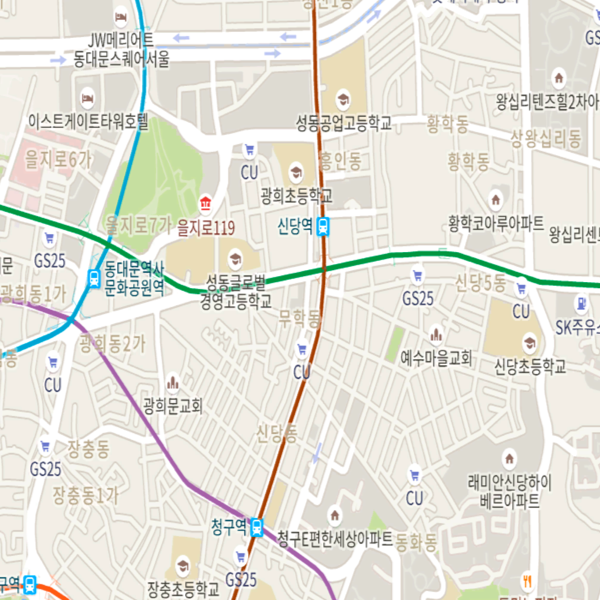 JW메리어트
동대문스퀘어서울
GS
이스트게이트타워호텔
성동공업고등학교
황학동
왕십리텐즈힐2차아
상왕십리동
을지로6가
CU
홍인동
황학동
광희초등학교
을지로7가
을지로119
신당역
황학코아루아파트
왕십리센트
GS25
동대문역사
문화공원역
성동글로벌
경영고등학교
GS25
신당5동
CU
광희동1가
무학동
SK주유소
광희동2가
예수마을교회
신당초등학교
CU
CU
광희문교회
신당동
장충동
GS25
장충동1가
래미안신당하이
베르아파트
CU
청구역
청구E편한세상아파트
동화동
GS25
장충초등학교
구역